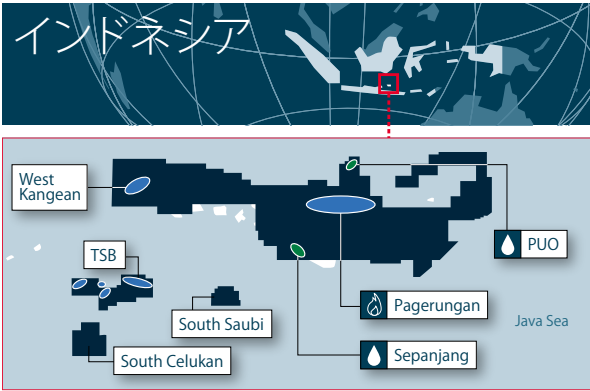 インドネシア
West
Kangean
TSB
PUO
South Saubi
Pagerungan
Java Sea
South Celukan
Sepanjang